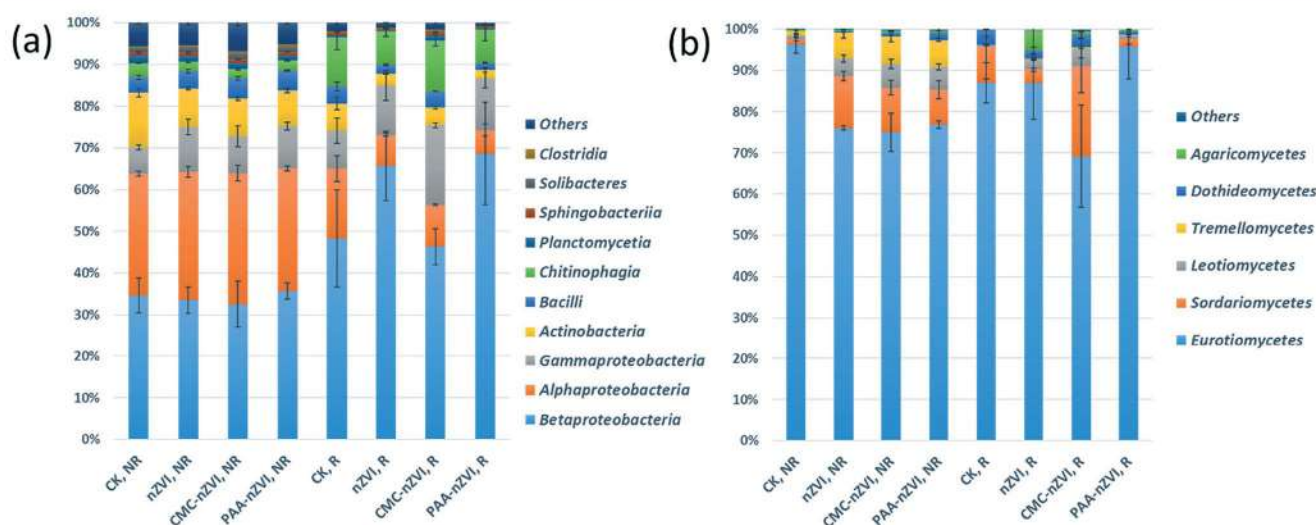 (a)
100%
90%
80%
70%
60%
50%
40%
30%
20%
10%
0%
CK, NR
nZVI, NR
CMC-nZVI, NR
PAA-nZVI, NR
CK, R
nZVI, R
CMC-nZVI, R
PAA-nZVI, R
Others
Clostridia
Solibacteres
Sphingobacteriia
Planctomycetia
Chitinophagia
Bacilli
Actinobacteria
Gammaproteobacteria
Alphaproteobacteria
Betaproteobacteria
(b)
100%
90%
80%
70%
60%
50%
40%
30%
20%
10%
0%
CK, NR
nZVI, NR
CMC-nZVI, NR
PAA-nZVI, NR
CK, R
nZVI, R
CMC-nZVI, R
PAA-nZVI, R
Others
Agaricomycetes
Dothideomycetes
Tremellomycetes
Leotiomycetes
Sordariomycetes
Eurotiomycetes